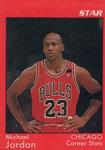 STAR
BULLS
23
Michael
Jordan
CHICAGO
Career Stats